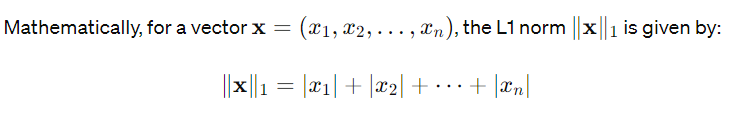 Mathematically, for a vector x = (x₁, x₂, . . . , xₙ), the L1 norm ‖x‖₁ is given by:
‖x‖₁ = |x₁| + |x₂| + · · · + |xₙ|